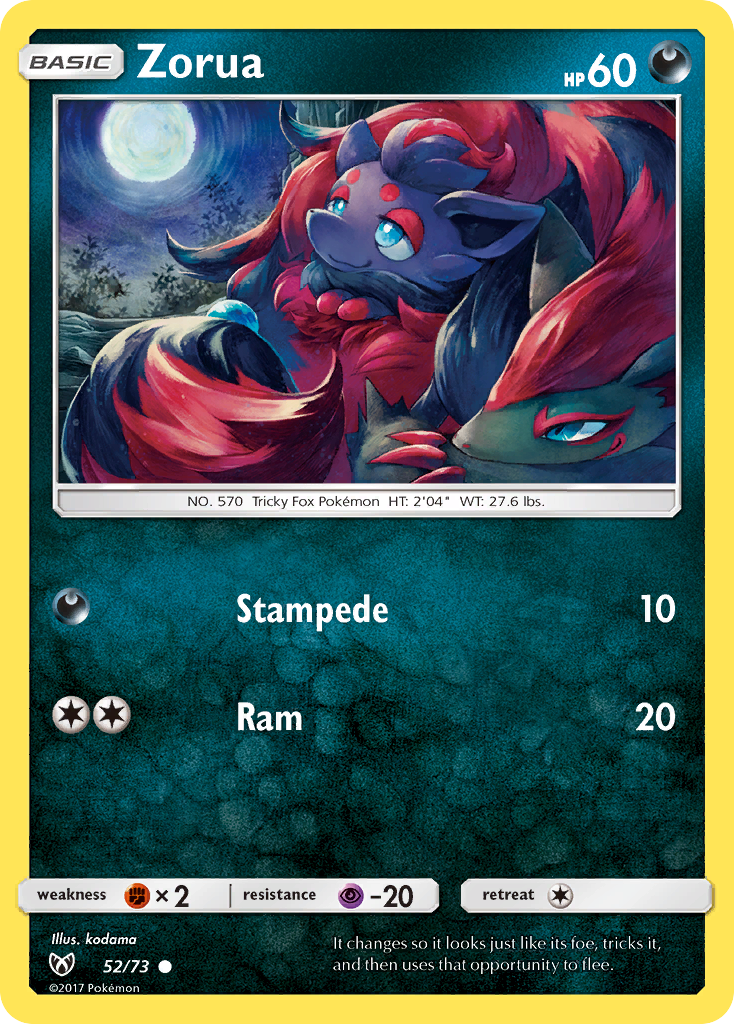 BASIC Zorua HP 60
NO. 570 Tricky Fox Pokémon HT: 2'04" WT: 27.6 lbs.
Stampede 10
Ram 20
weakness × 2 resistance -20 retreat
Illus. kodama
52/73
©2017 Pokémon
It changes so it looks just like its foe, tricks it,
and then uses that opportunity to flee.